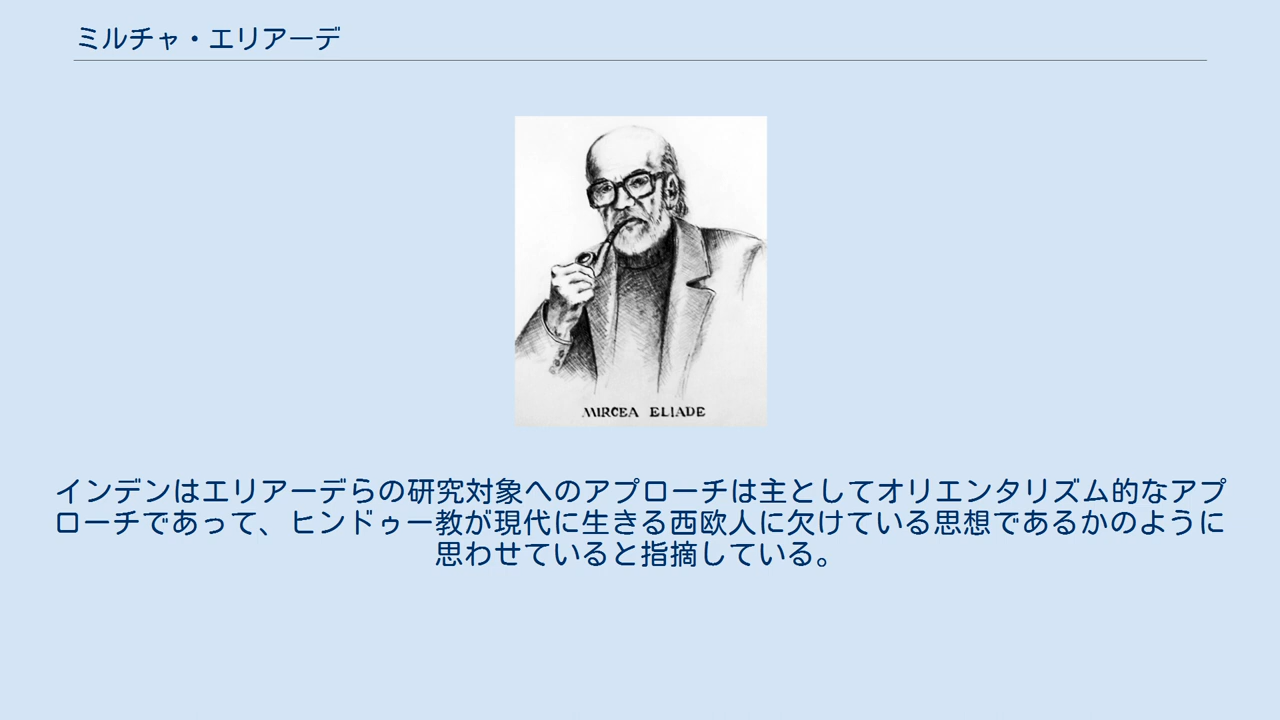 ミルチャ・エリアーデ
MIRCEA ELIADE
インデンはエリアーデらの研究対象へのアプローチは主としてオリエンタリズム的なアプ
ローチであって、ヒンドゥー教が現代に生きる西欧人に欠けている思想であるかのように
思わせていると指摘している。